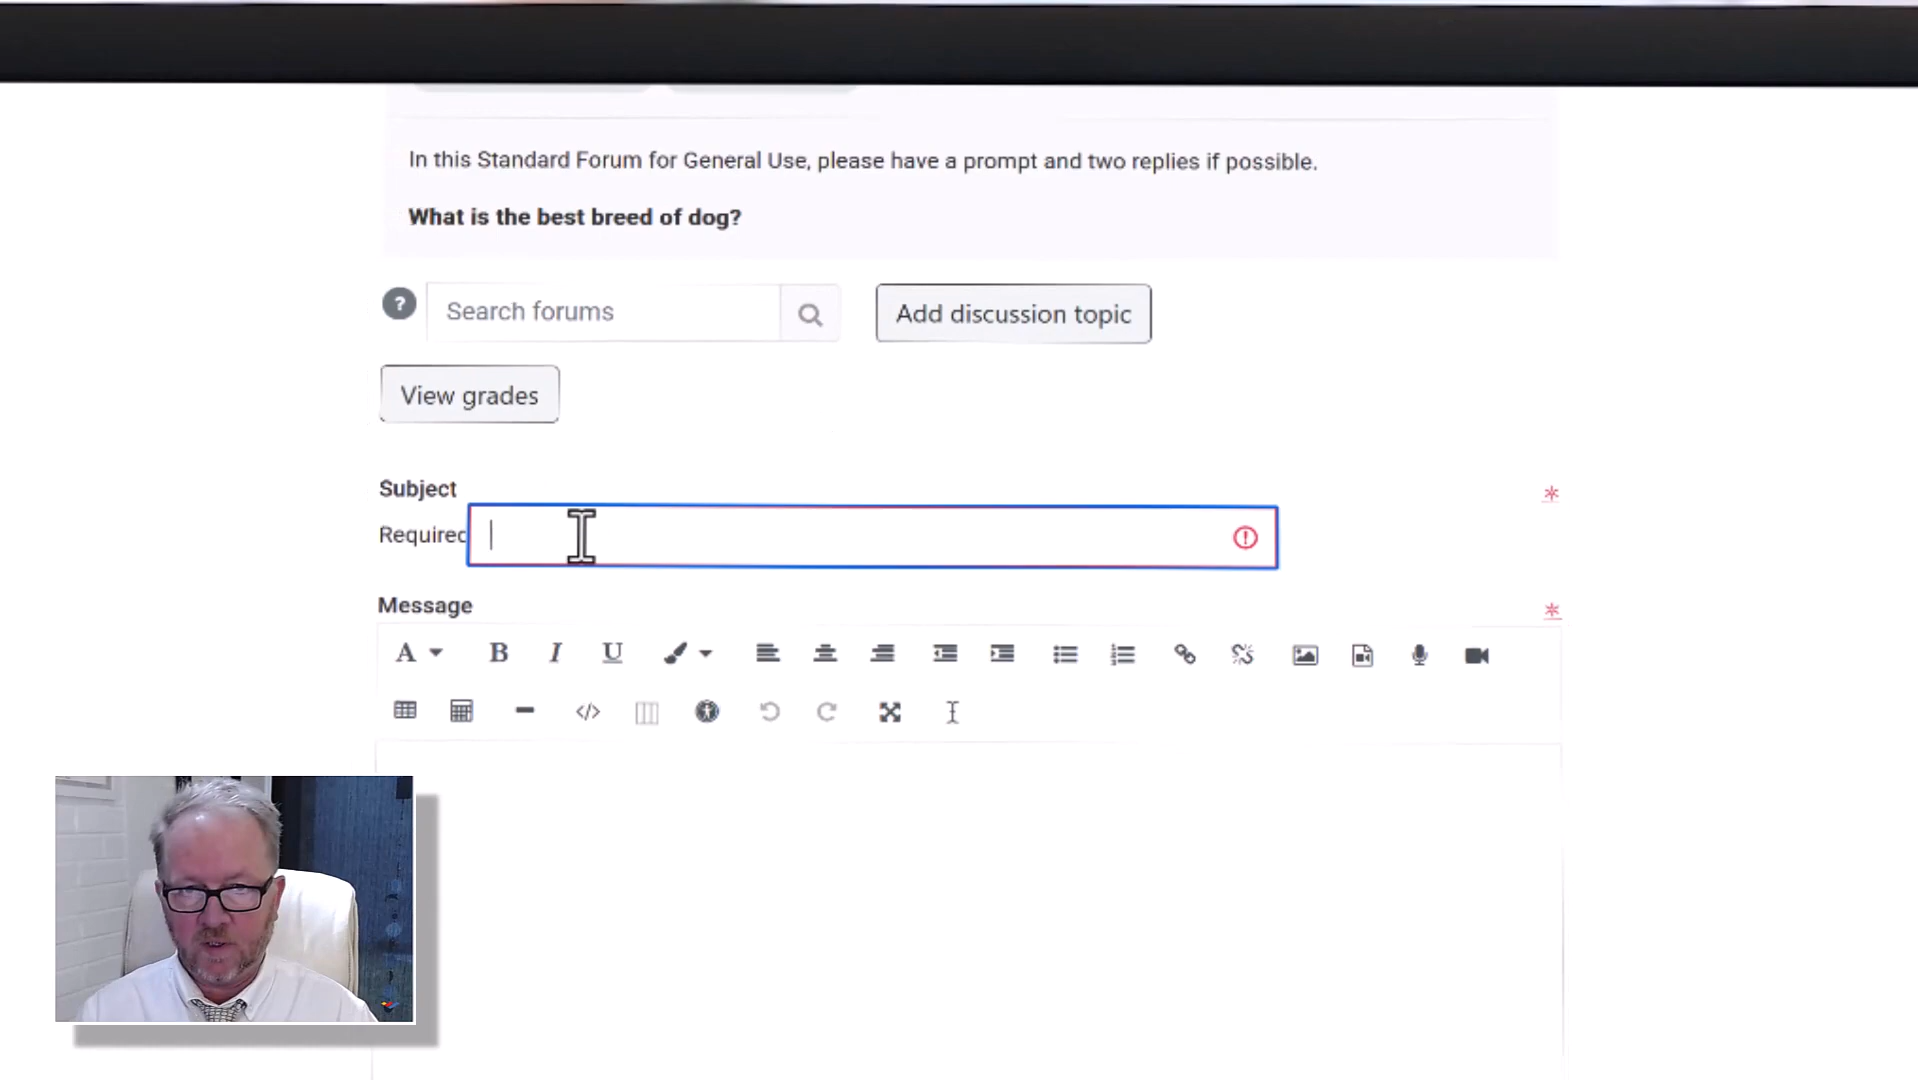 In this Standard Forum for General Use, please have a prompt and two replies if possible.
What is the best breed of dog?
Search forums
Add discussion topic
View grades
Subject
Required
Message